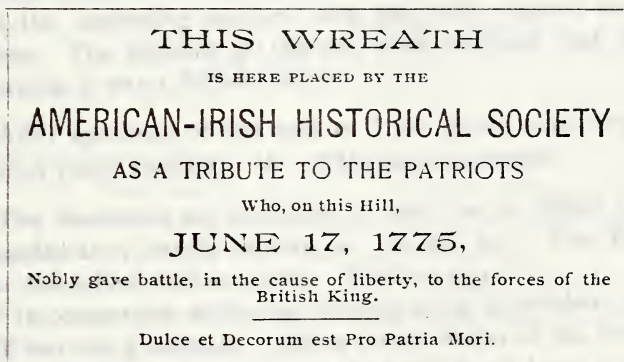 THIS WREATH
IS HERE PLACED BY THE
AMERICAN-IRISH HISTORICAL SOCIETY
AS A TRIBUTE TO THE PATRIOTS
Who, on this Hill,
JUNE 17, 1775,
Nobly gave battle, in the cause of liberty, to the forces of the
British King.
Dulce et Decorum est Pro Patria Mori.